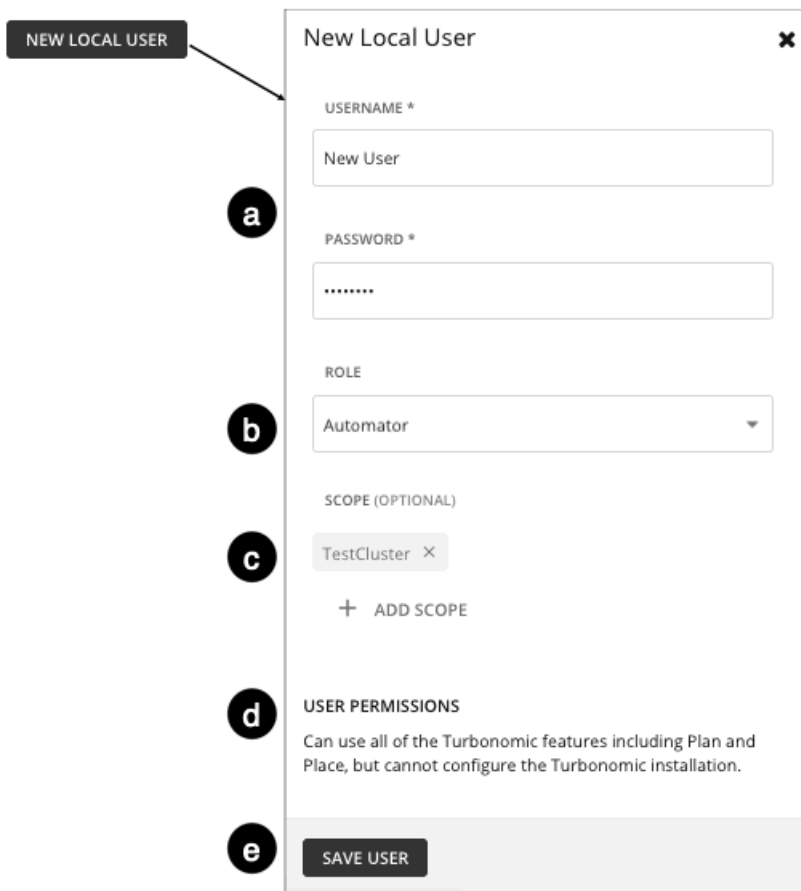 NEW LOCAL USER
New Local User
USERNAME *
New User
a
PASSWORD *
••••••••
ROLE
b
Automator
SCOPE (OPTIONAL)
c
TestCluster ×
+ ADD SCOPE
d
USER PERMISSIONS
Can use all of the Turbonomic features including Plan and
Place, but cannot configure the Turbonomic installation.
e
SAVE USER